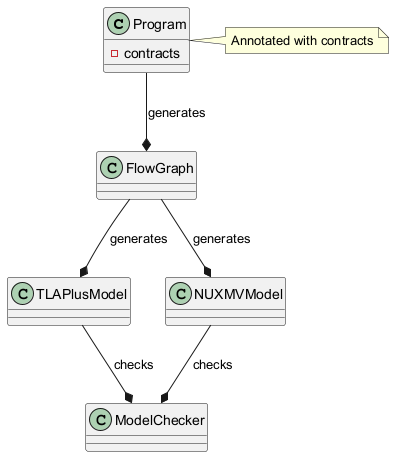 C Program
contracts
Annotated with contracts
generates
C FlowGraph
generates
generates
C TLAPlusModel
C NUXMVModel
checks
checks
C ModelChecker